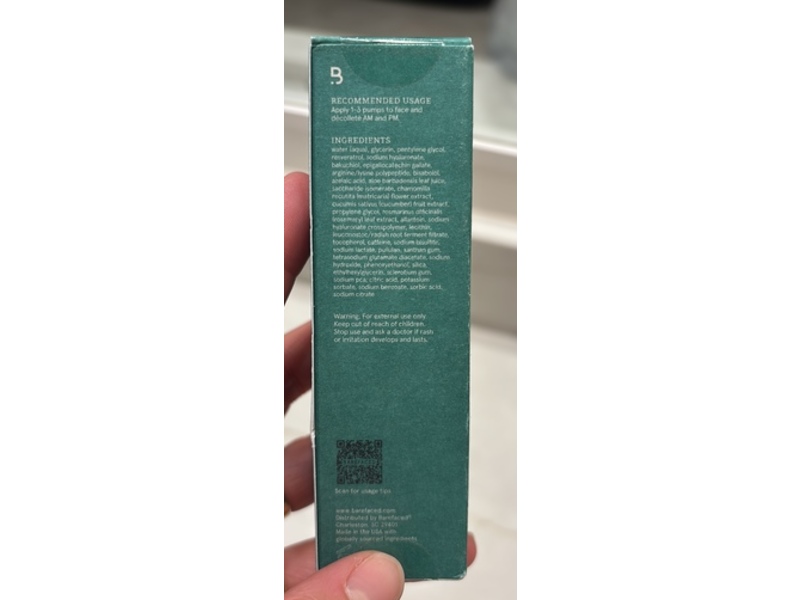 B
RECOMMENDED USAGE
Apply 1-3 pumps to face and
décolleté AM and PM.
INGREDIENTS
water (aqua), glycerin, pentylene glycol,
resveratrol, sodium hyaluronate,
bakuchiol, epigallocatechin gallate,
arginine/lysine polypeptide, bisabolol,
azelaic acid, aloe barbadensis leaf juice,
saccharide isomerate, chamomilla
recutita (matricaria) flower extract,
cucumis sativus (cucumber) fruit extract,
propylene glycol, rosmarinus officinalis
(rosemary) leaf extract, allantoin, sodium
hyaluronate crosspolymer, lecithin,
leuconostoc/radish root ferment filtrate,
tocopherol, caffeine, sodium
sodium lactate, pullulan, xanthan gum,
tetrasodium glutamate diacetate, sodium
hydroxide, phenoxyethanol, silica,
ethylhexylglycerin, sclerotium gum,
sodium pca, citric acid, potassium
sorbate, sodium benzoate, sorbic acid,
sodium citrate
Warning: For external use only.
Keep out of reach of children.
Stop use and ask a doctor if rash
or irritation develops and lasts.
Scan for usage tips
www.barefaced.com
Distributed by Barefaced®
Charleston, SC
Made in the USA with
globally sourced ingredients.